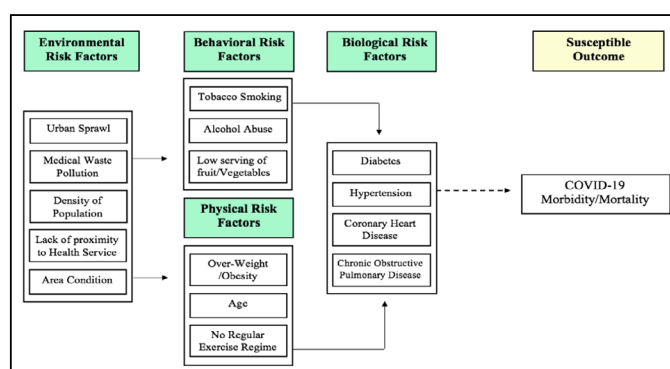 Environmental
Risk Factors
Behavioral Risk
Factors
Biological Risk
Factors
Susceptible
Outcome
Urban Sprawl
Medical Waste
Pollution
Density of
Population
Lack of proximity
to Health Service
Area Condition
Tobacco Smoking
Alcohol Abuse
Low serving of
fruit/Vegetables
Physical Risk
Factors
Over-Weight
/Obesity
Age
No Regular
Exercise Regime
Diabetes
Hypertension
Coronary Heart
Disease
Chronic Obstructive
Pulmonary Disease
COVID-19
Morbidity/Mortality